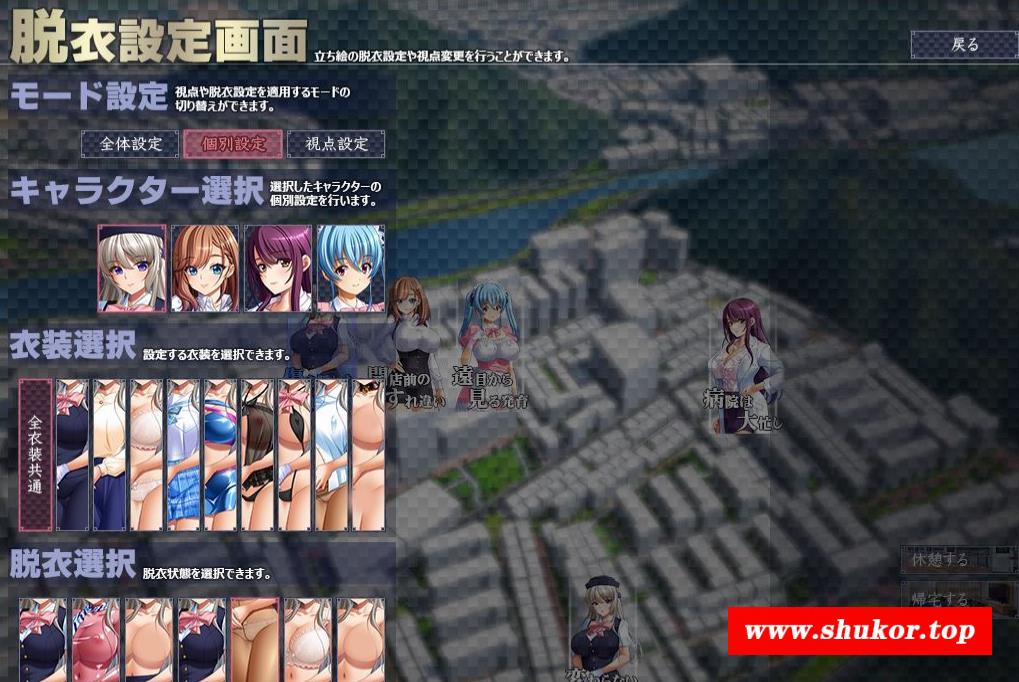 脱衣設定画面
立ち絵の脱衣設定や視点変更を行うことができます。
戻る
モード設定
視点や脱衣設定を適用するモードの
切り替えができます。
全体設定
個別設定
視点設定
キャラクター選択
選択したキャラクターの
個別設定を行います。
衣装選択
設定する衣装を選択できます。
全衣装共通
開店前の
すれ違い
遠目から
見る発育
病院は
大忙し
脱衣選択
脱衣状態を選択できます。
休憩する
帰宅する
変わらない
www.shukor.top